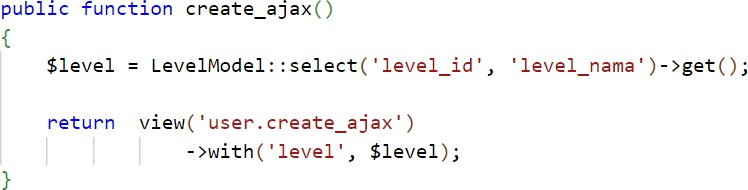 public function create_ajax()
{
    $level = LevelModel::select('level_id', 'level_nama')->get();
    return  view('user.create_ajax')
                ->with('level', $level);
}